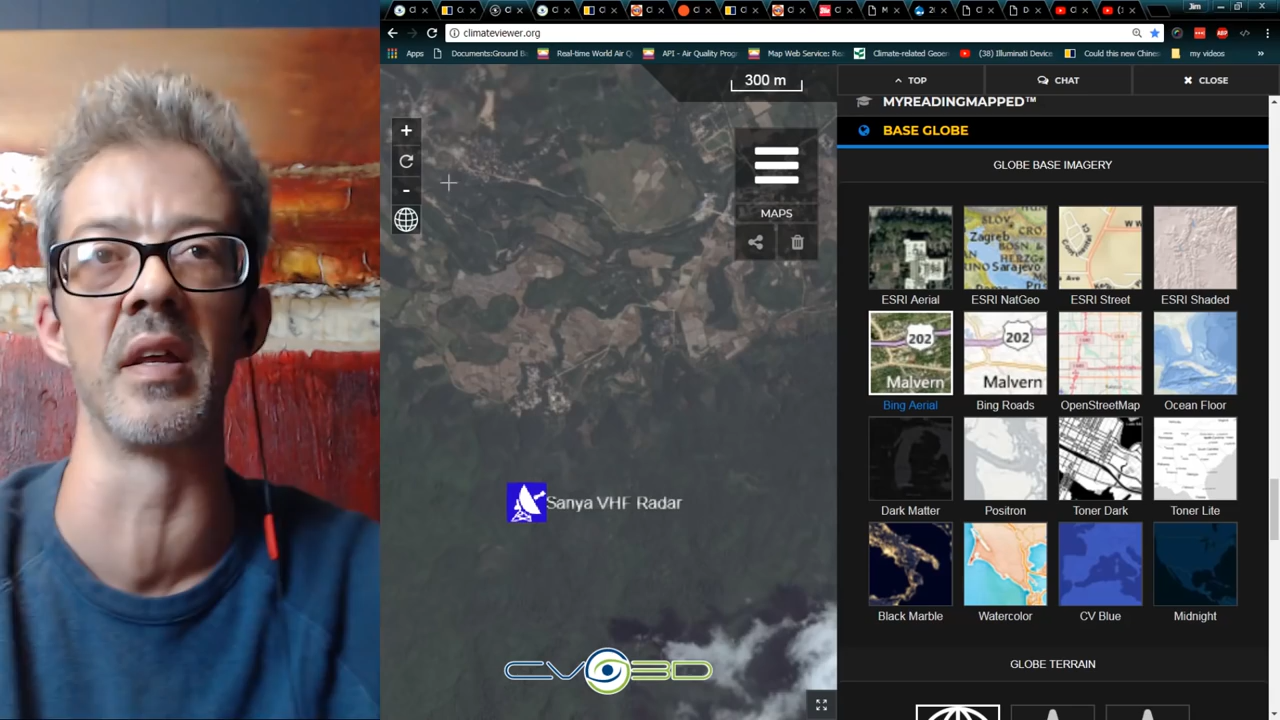 Jim
climateviewer.org
Apps
Documents:Ground B
Real-time World Air Q
API - Air Quality Prog
Map Web Service: Re
Climate-related Geoe
(38) Illuminati Device
Could this new Chines
my videos
300 m
TOP
CHAT
CLOSE
MYREADINGMAPPED™
BASE GLOBE
GLOBE BASE IMAGERY
MAPS
ESRI Aerial
ESRI NatGeo
ESRI Street
ESRI Shaded
202
Malvern
202
Malvern
Bing Aerial
Bing Roads
OpenStreetMap
Ocean Floor
Dark Matter
Positron
Toner Dark
Toner Lite
Sanya VHF Radar
Black Marble
Watercolor
CV Blue
Midnight
CV3D
GLOBE TERRAIN